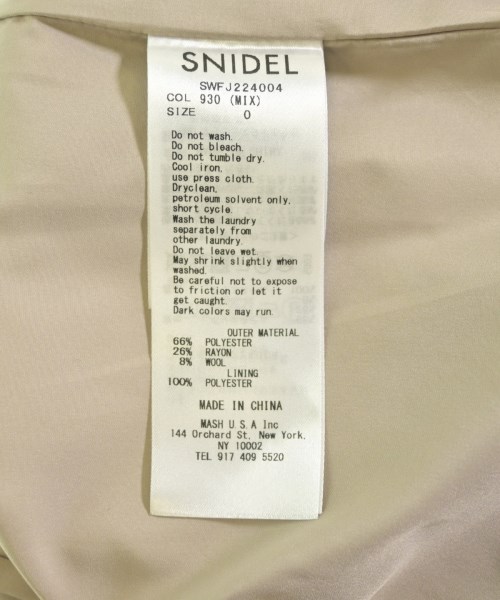 SNIDEL
SWFJ224004
COL 930 (MIX)
SIZE 0
Do not wash.
Do not bleach.
Do not tumble dry.
Cool iron,
use press cloth.
Dryclean,
petroleum solvent only,
short cycle.
Wash the laundry
separately from
other laundry.
Do not leave wet.
May shrink slightly when
washed.
Be careful not to expose
to friction or let it
get caught.
Dark colors may run.
OUTER MATERIAL
66% POLYESTER
26% RAYON
8% WOOL
LINING
100% POLYESTER
MADE IN CHINA
MASH U.S.A Inc
144 Orchard St, New York,
NY 10002
TEL 917 409 5520